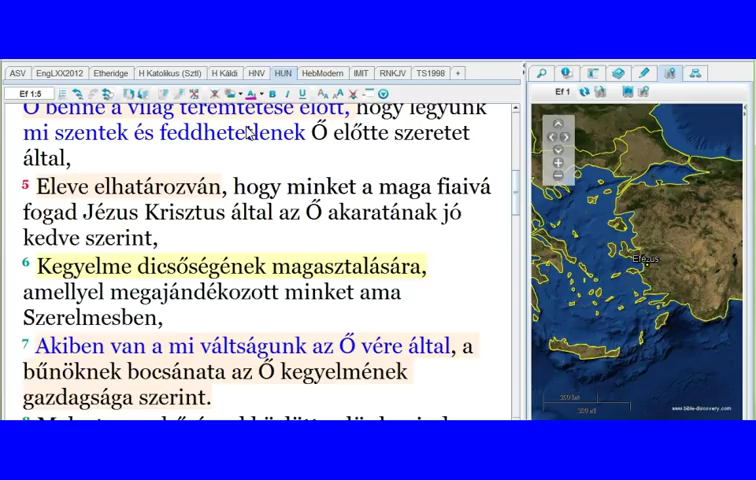 ASV EngLXX2012 Etheridge H Katolikus (Sztl) H Káldi HNV HUN HebModern IMIT RNKJV TS1998 +
Ef 1:5
Ef 1
Ő benne a világ teremtetése előtt, hogy legyünk
mi szentek és feddhetetlenek Ő előtte szeretet
által,
5 Eleve elhatározván, hogy minket a maga fiaivá
fogad Jézus Krisztus által az Ő akaratának jó
kedve szerint,
6 Kegyelme dicsőségének magasztalására,
amellyel megajándékozott minket ama
Szerelmesben,
7 Akiben van a mi váltságunk az Ő vére által, a
bűnöknek bocsánata az Ő kegyelmének
gazdagsága szerint.
Efézus
www.bible-discovery.com